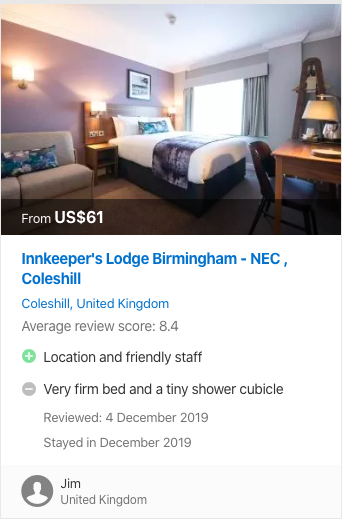 From US$61
Innkeeper's Lodge Birmingham - NEC ,
Coleshill
Coleshill, United Kingdom
Average review score: 8.4
Location and friendly staff
Very firm bed and a tiny shower cubicle
Reviewed: 4 December 2019
Stayed in December 2019
Jim
United Kingdom